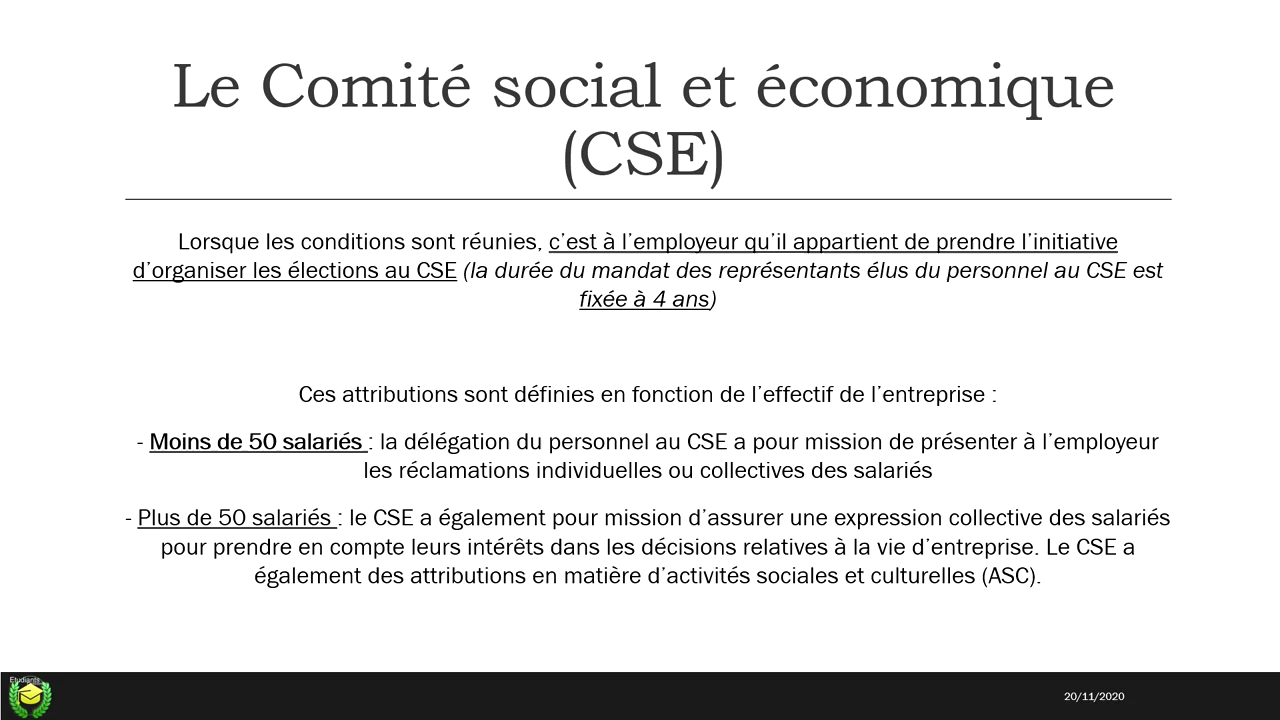 Le Comité social et économique
(CSE)
Lorsque les conditions sont réunies, c’est à l’employeur qu’il appartient de prendre l’initiative
d’organiser les élections au CSE (la durée du mandat des représentants élus du personnel au CSE est
fixée à 4 ans)
Ces attributions sont définies en fonction de l’effectif de l’entreprise :
- Moins de 50 salariés : la délégation du personnel au CSE a pour mission de présenter à l’employeur
les réclamations individuelles ou collectives des salariés
- Plus de 50 salariés : le CSE a également pour mission d’assurer une expression collective des salariés
pour prendre en compte leurs intérêts dans les décisions relatives à la vie d’entreprise. Le CSE a
également des attributions en matière d’activités sociales et culturelles (ASC).
Etudiants
20/11/2020